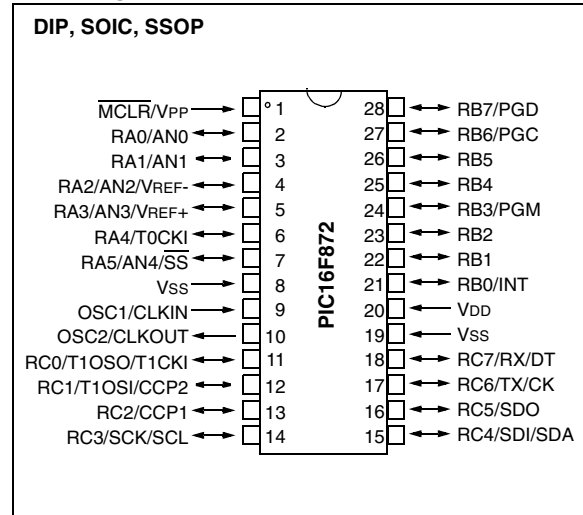 DIP, SOIC, SSOP
MCLR/VPP 1 28 RB7/PGD
RA0/AN0 2 27 RB6/PGC
RA1/AN1 3 26 RB5
RA2/AN2/VREF- 4 25 RB4
RA3/AN3/VREF+ 5 24 RB3/PGM
RA4/T0CKI 6 23 RB2
RA5/AN4/SS 7 22 RB1
VSS 8 21 RB0/INT
OSC1/CLKIN 9 20 VDD
OSC2/CLKOUT 10 19 VSS
RC0/T1OSO/T1CKI 11 18 RC7/RX/DT
RC1/T1OSI/CCP2 12 17 RC6/TX/CK
RC2/CCP1 13 16 RC5/SDO
RC3/SCK/SCL 14 15 RC4/SDI/SDA
PIC16F872